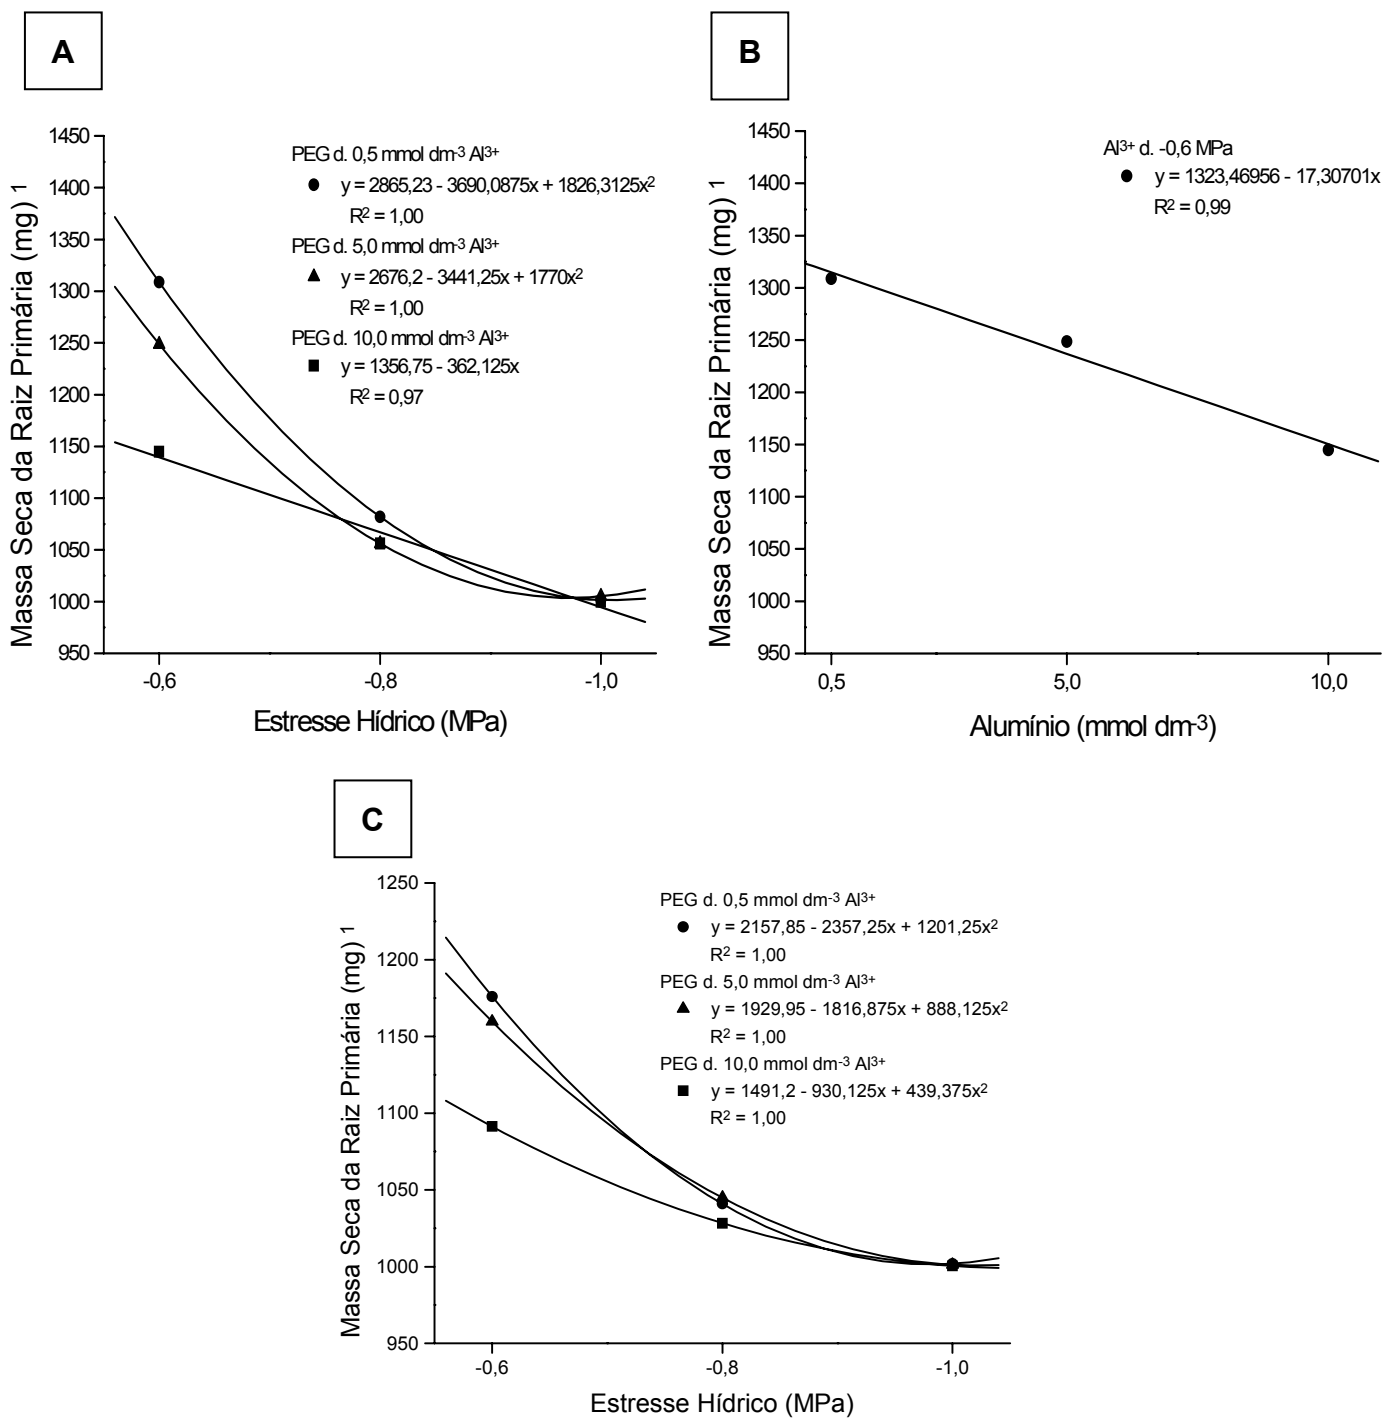 A
Massa Seca da Raiz Primária (mg) 1
1450
1400
1350
1300
1250
1200
1150
1100
1050
1000
950
PEG d. 0,5 mmol dm-3 Al3+
y = 2865,23 - 3690,0875x + 1826,3125x2
R2 = 1,00
PEG d. 5,0 mmol dm-3 Al3+
y = 2676,2 - 3441,25x + 1770x2
R2 = 1,00
PEG d. 10,0 mmol dm-3 Al3+
y = 1356,75 - 362,125x
R2 = 0,97
-0,6 -0,8 -1,0
Estresse Hídrico (MPa)
B
Massa Seca da Raiz Primária (mg) 1
1450
1400
1350
1300
1250
1200
1150
1100
1050
1000
950
Al3+ d. -0,6 MPa
y = 1323,46956 - 17,30701x
R2 = 0,99
0,5 5,0 10,0
Alumínio (mmol dm-3)
C
Massa Seca da Raiz Primária (mg) 1
1250
1200
1150
1100
1050
1000
950
PEG d. 0,5 mmol dm-3 Al3+
y = 2157,85 - 2357,25x + 1201,25x2
R2 = 1,00
PEG d. 5,0 mmol dm-3 Al3+
y = 1929,95 - 1816,875x + 888,125x2
R2 = 1,00
PEG d. 10,0 mmol dm-3 Al3+
y = 1491,2 - 930,125x + 439,375x2
R2 = 1,00
-0,6 -0,8 -1,0
Estresse Hídrico (MPa)